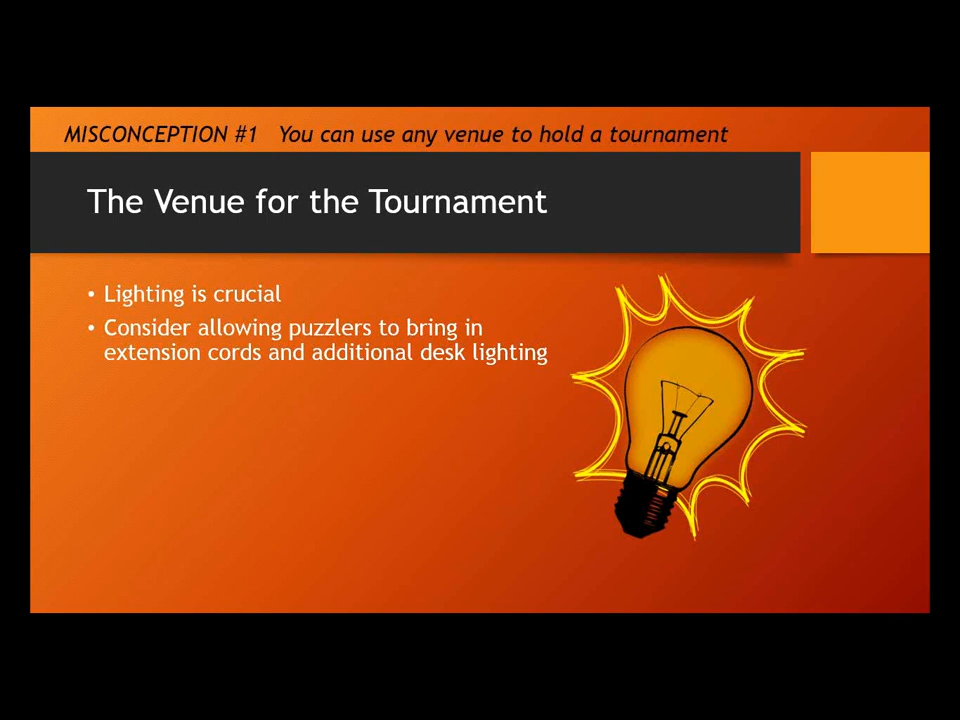 MISCONCEPTION #1 You can use any venue to hold a tournament
The Venue for the Tournament
• Lighting is crucial
• Consider allowing puzzlers to bring in
extension cords and additional desk lighting